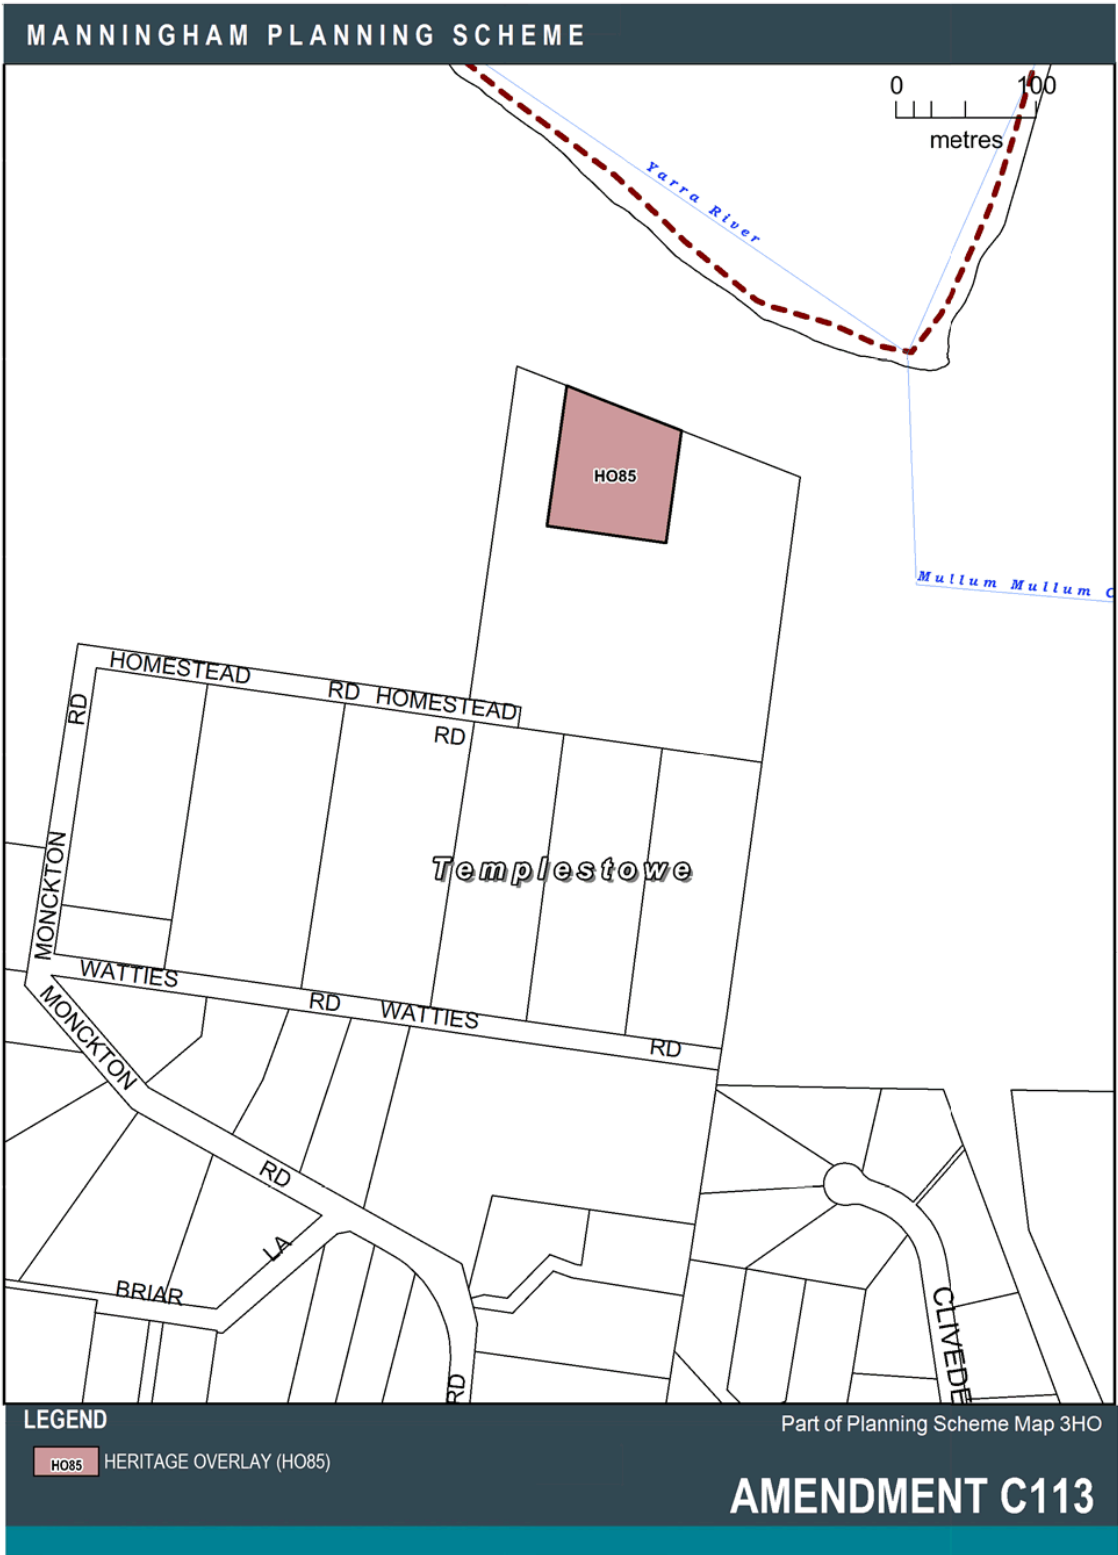 MANNINGHAM PLANNING SCHEME
0 100
metres
Yarra River
HO85
Mullum Mullum C
HOMESTEAD RD HOMESTEAD
RD
RD
MONCKTON
Templestowe
WATTIES RD WATTIES RD
MONCKTON
RD
LA
BRIAR
RD
CLIVEDE
LEGEND
HO85 HERITAGE OVERLAY (HO85)
Part of Planning Scheme Map 3HO
AMENDMENT C113